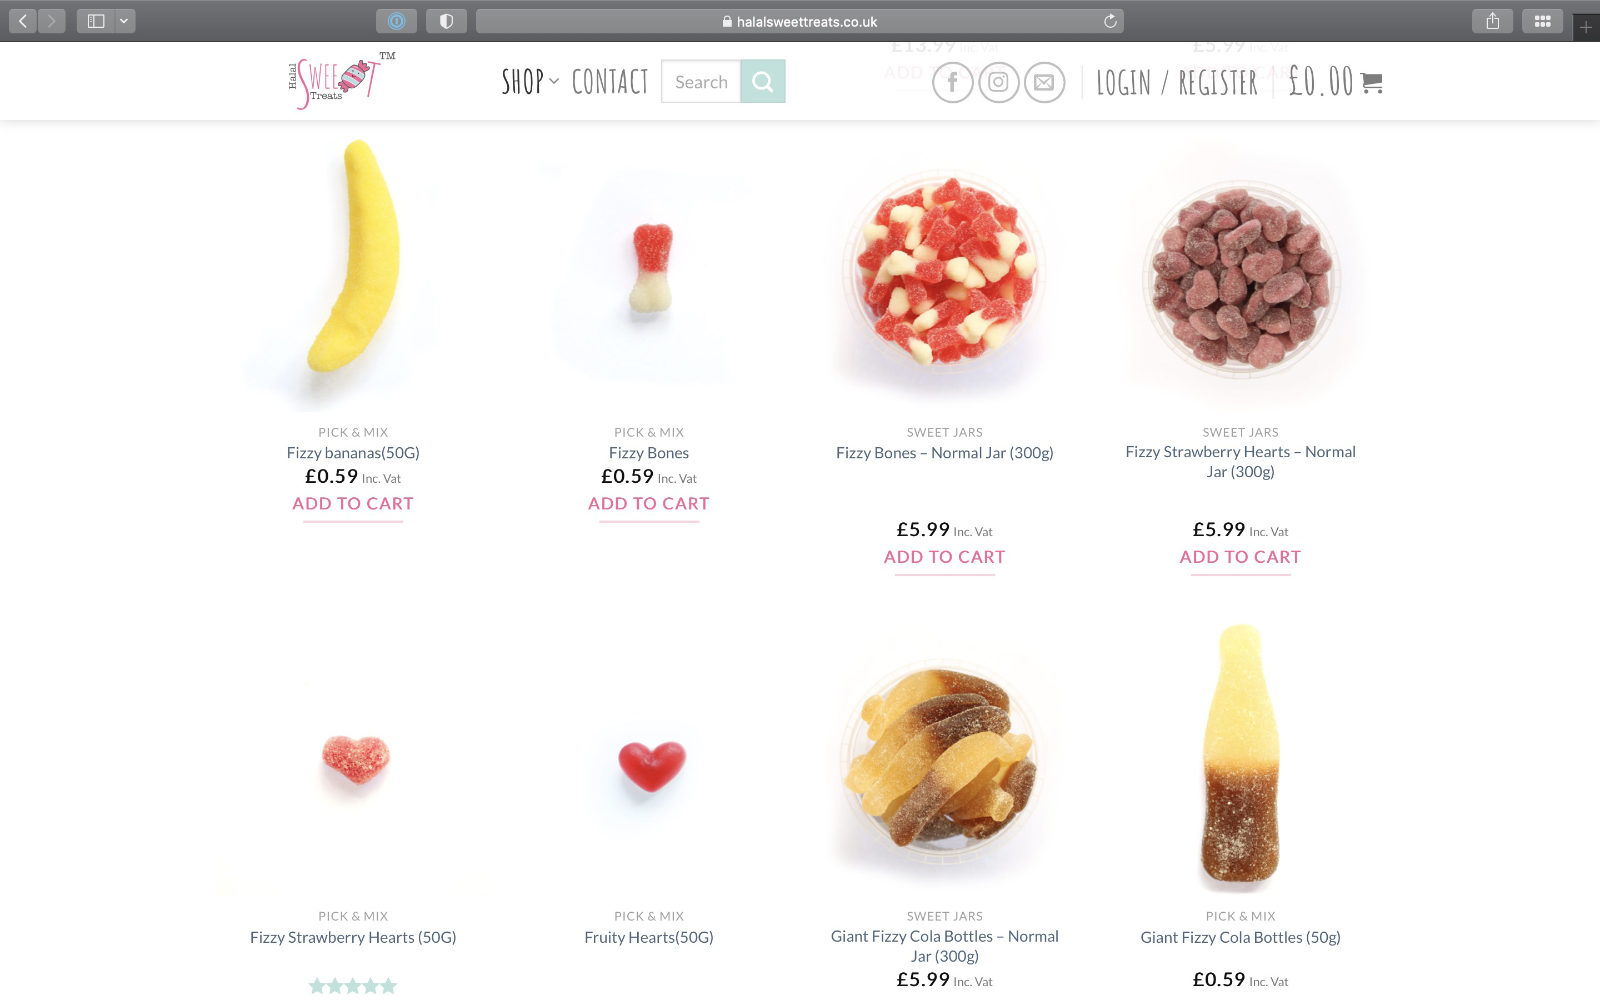 halalsweettreats.co.uk
£13.99 Inc. Vat
£5.99 Inc. Vat
ADD TO CART
ADD TO CART
Halal
SWEET
Treats
TM
SHOP
CONTACT
Search
LOGIN / REGISTER
£0.00
PICK & MIX
Fizzy bananas(50G)
£0.59 Inc. Vat
ADD TO CART
PICK & MIX
Fizzy Bones
£0.59 Inc. Vat
ADD TO CART
SWEET JARS
Fizzy Bones – Normal Jar (300g)
£5.99 Inc. Vat
ADD TO CART
SWEET JARS
Fizzy Strawberry Hearts – Normal
Jar (300g)
£5.99 Inc. Vat
ADD TO CART
PICK & MIX
Fizzy Strawberry Hearts (50G)
PICK & MIX
Fruity Hearts(50G)
SWEET JARS
Giant Fizzy Cola Bottles – Normal
Jar (300g)
£5.99 Inc. Vat
PICK & MIX
Giant Fizzy Cola Bottles (50g)
£0.59 Inc. Vat